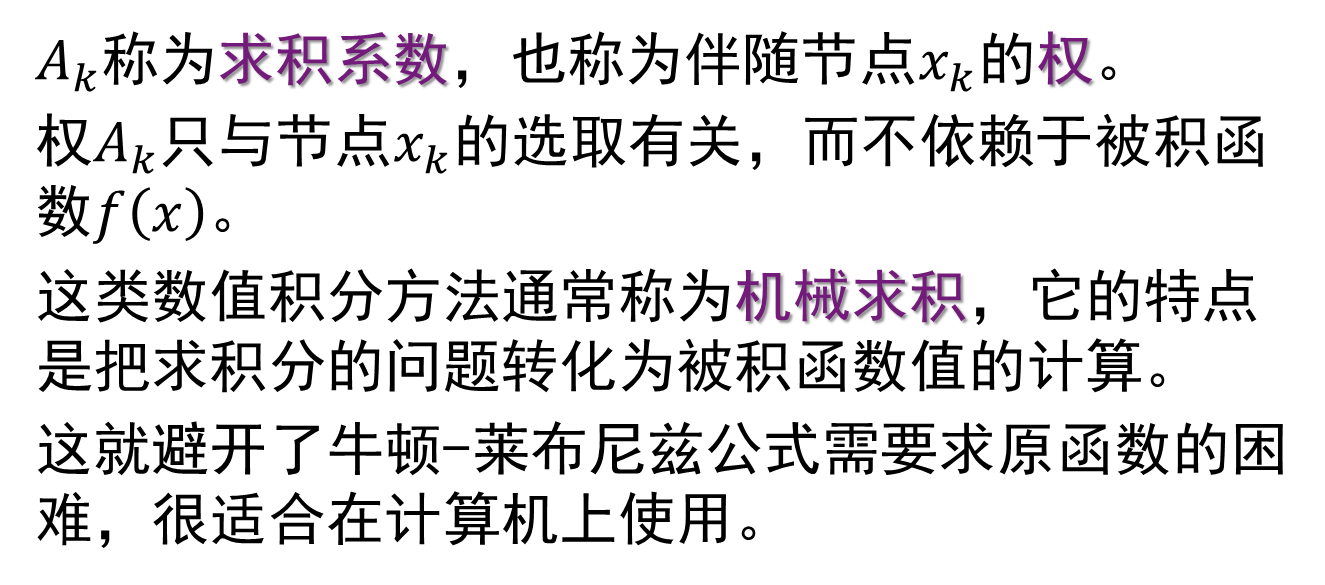 A_k称为求积系数，也称为伴随节点x_k的权。
权A_k只与节点x_k的选取有关，而不依赖于被积函
数f(x)。
这类数值积分方法通常称为机械求积，它的特点
是把求积分的问题转化为被积函数值的计算。
这就避开了牛顿-莱布尼兹公式需要求原函数的困
难，很适合在计算机上使用。